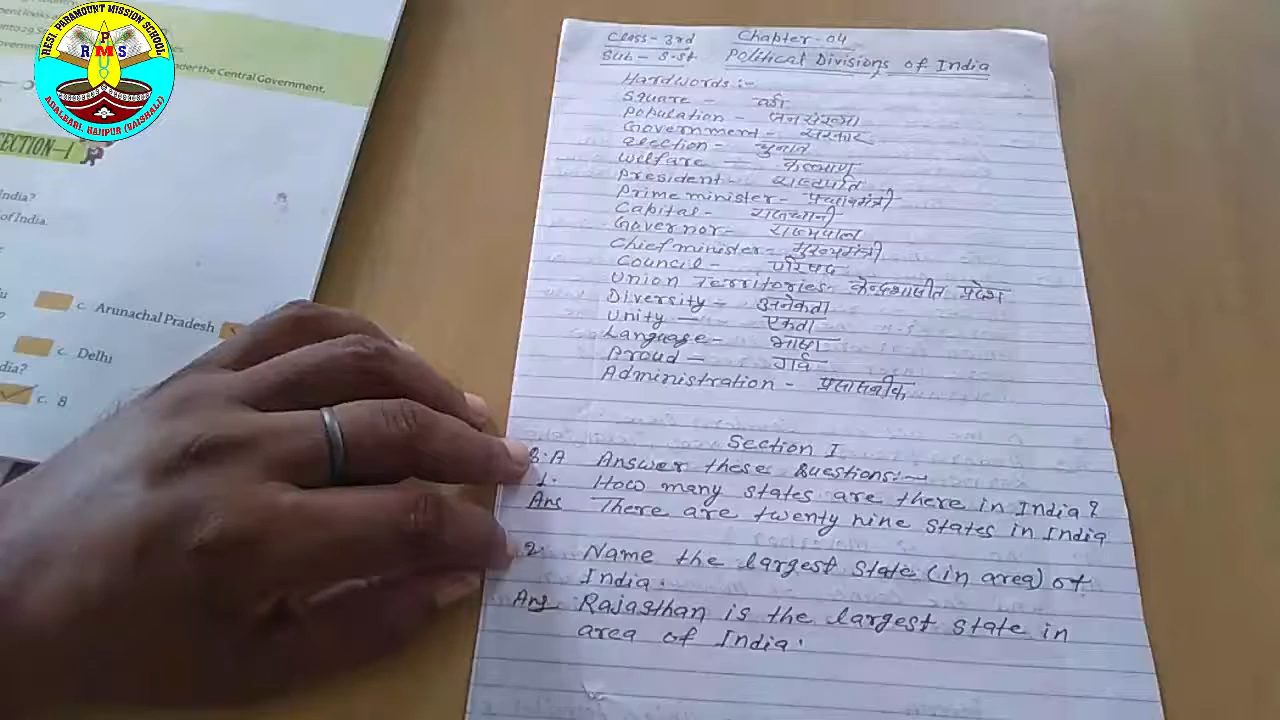 RESI. PARAMOUNT MISSION SCHOOL
P
R M S
ADALBARI, HAJIPUR (VAISHALI)
der the Central Government.
ECTION-I
India?
of India.
c. Arunachal Pradesh
c. Delhi
dia?
c. 8
Class-3rd Chapter-04
Sub- S.St Political Divisions of India
Hardwords:-
Square - वर्ग
Population - जनसंख्या
Government - सरकार
election - चुनाव
Welfare - कल्याण
President - राष्ट्रपति
Prime minister - प्रधानमंत्री
Capital - राजधानी
Governor - राज्यपाल
Chief minister - मुख्यमंत्री
Council - परिषद
Union Territories - केन्द्रशासीत प्रदेश
Diversity - अनेकता
Unity - एकता
Language - भाषा
Proud - गर्व
Administration - प्रशासनीक
Section I
Q.A Answer these Questions:-
1. How many states are there in India?
Ans There are twenty nine states in India
2. Name the largest state (in area) of
India.
Ans Rajasthan is the largest state in
area of India.